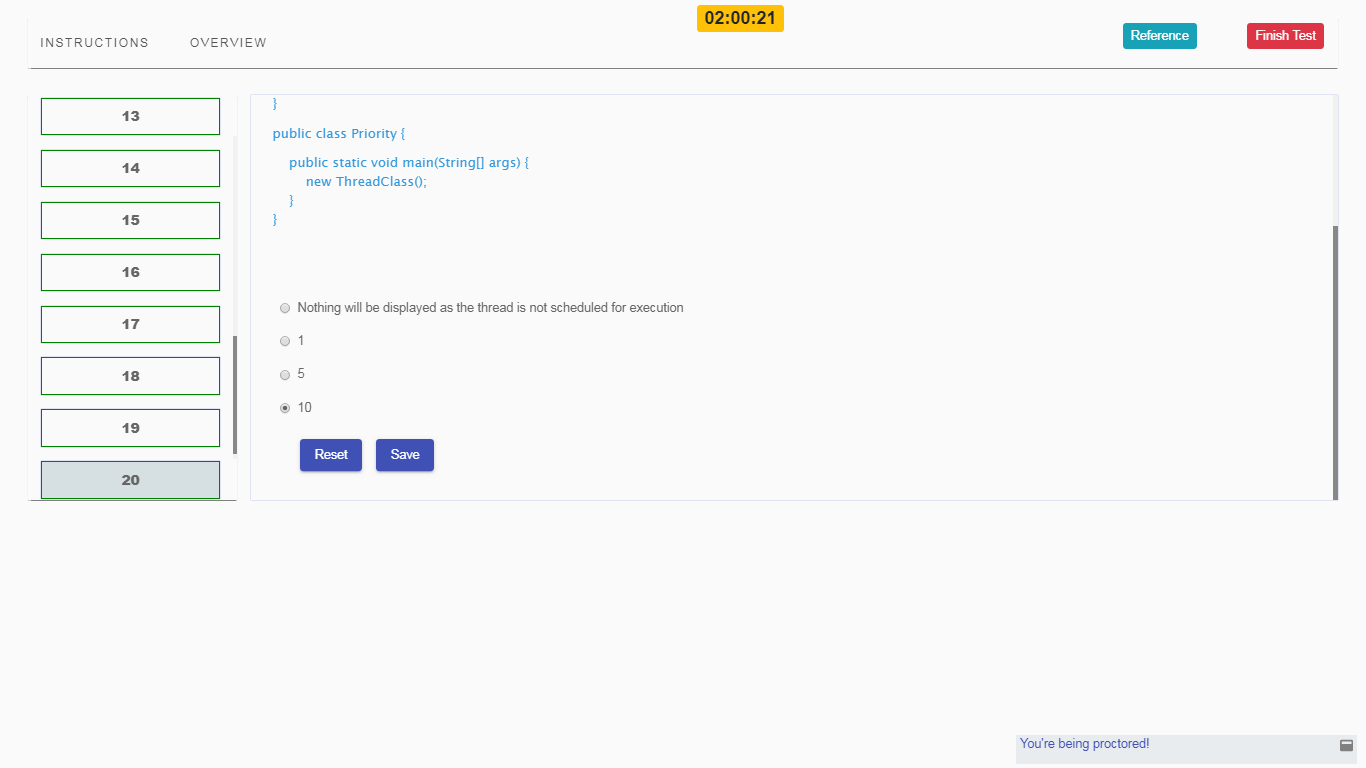 02:00:21
INSTRUCTIONS OVERVIEW Reference Finish Test
13
14
15
16
17
18
19
20
}
public class Priority {
public static void main(String[] args) {
new ThreadClass();
}
}
Nothing will be displayed as the thread is not scheduled for execution
1
5
10
Reset Save
You're being proctored!